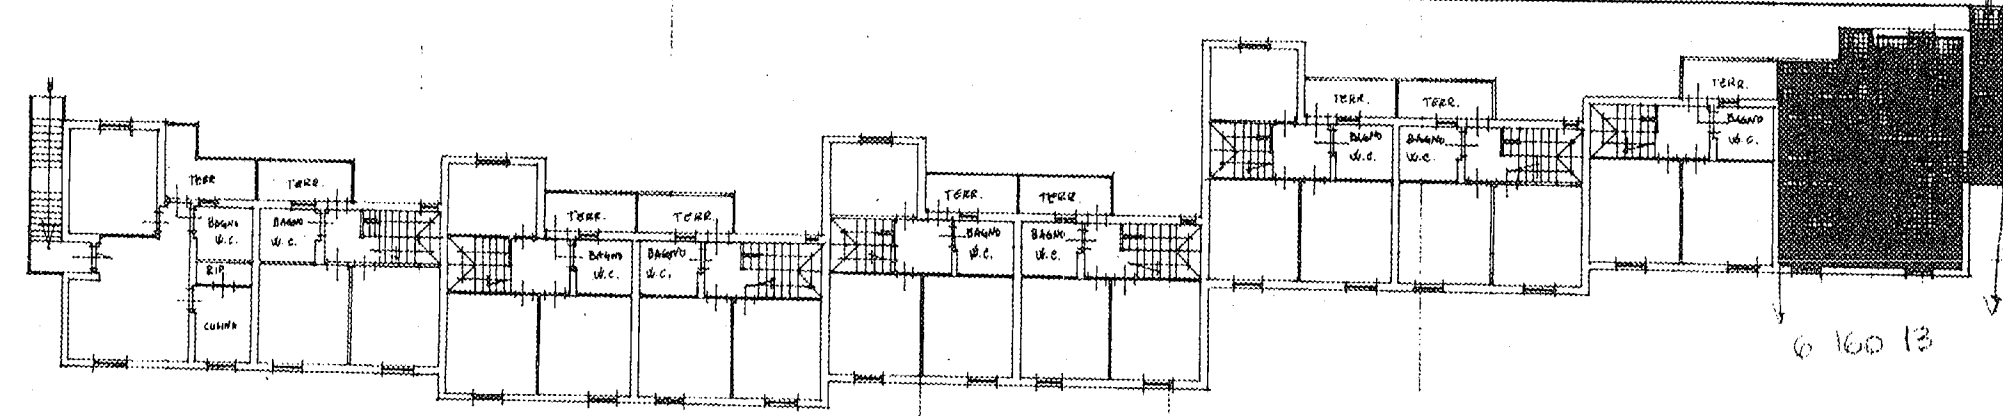 TERR
BAGNO
W.C.
RIP
CUCINA
TERR.
BAGNO
W.C.
TERR.
BAGNO
W.C.
TERR.
BAGNO
W.C.
TERR.
BAGNO
W.C.
TERR.
BAGNO
W.C.
TERR.
BAGNO
W.C.
TERR.
BAGNO
W.C.
TERR.
BAGNO
W.C.
6 160 13